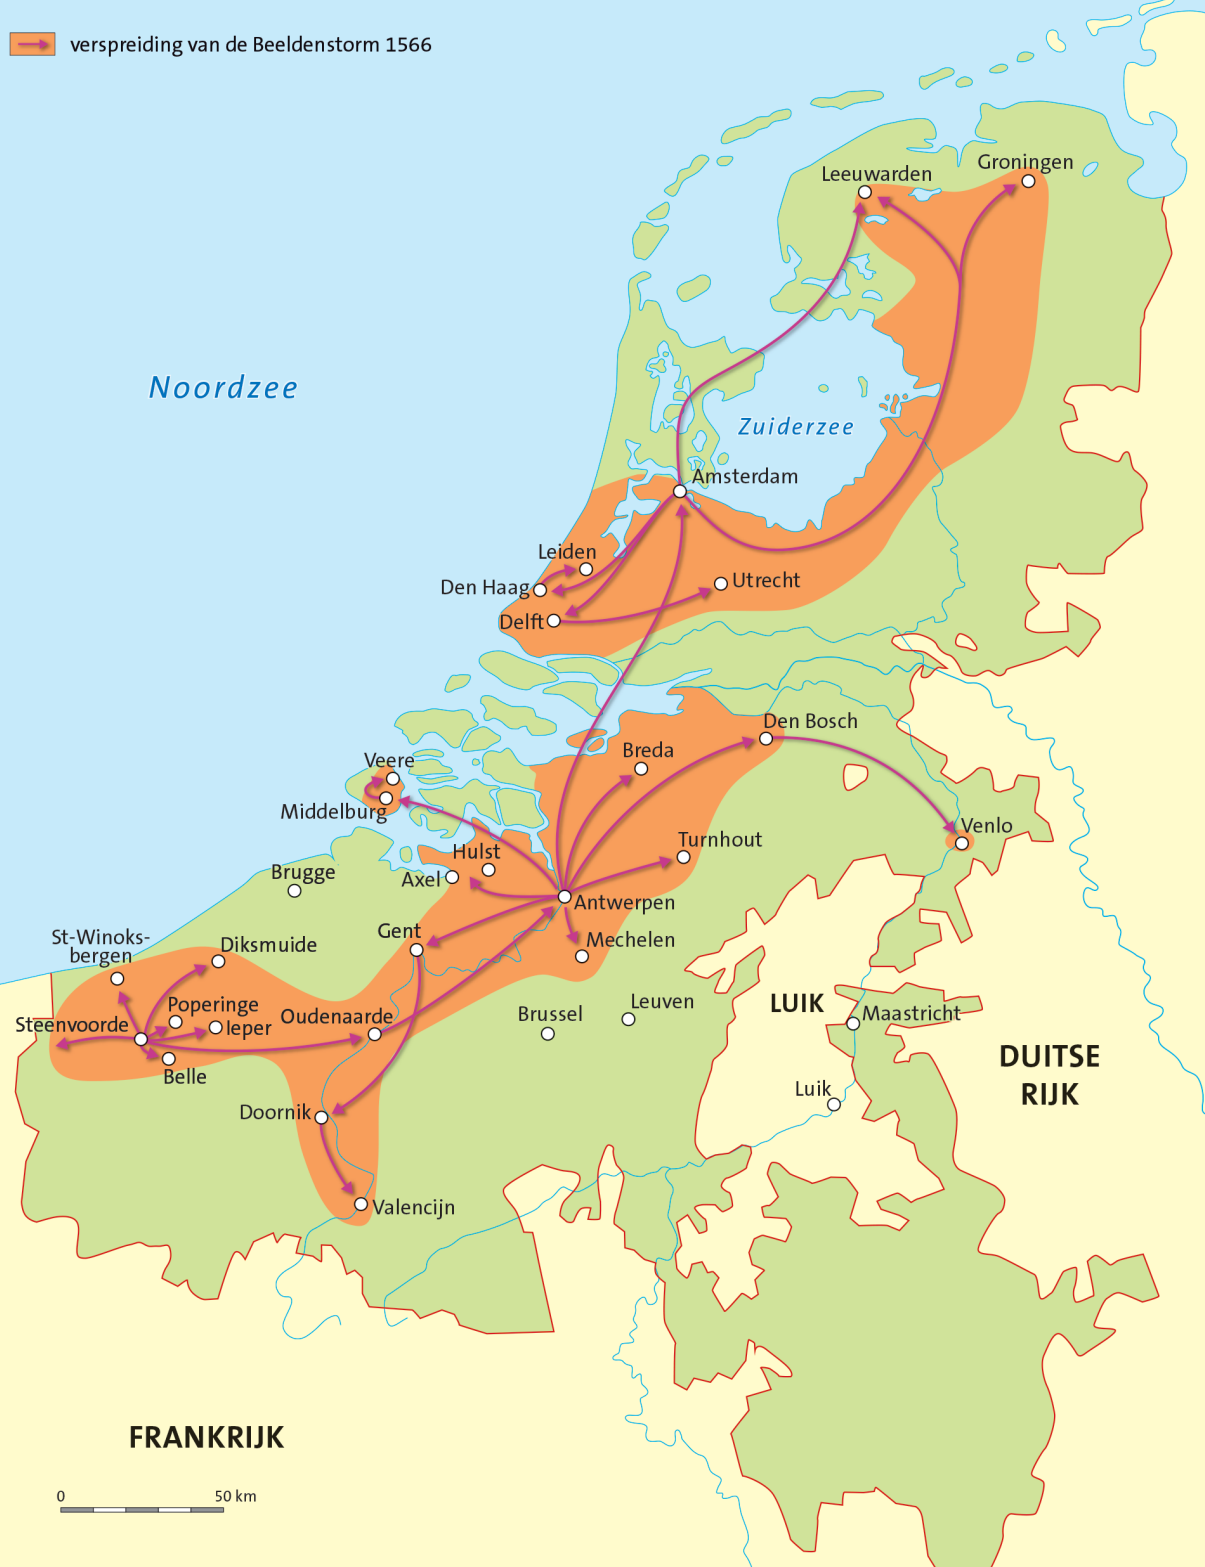 verspreiding van de Beeldenstorm 1566
Groningen
Leeuwarden
Noordzee
Zuiderzee
Amsterdam
Leiden
Den Haag
Utrecht
Delft
Den Bosch
Breda
Veere
Middelburg
Venlo
Turnhout
Hulst
Axel
Brugge
Antwerpen
Gent
Mechelen
St-Winoks-
bergen
Diksmuide
Poperinge
Ieper
Steenvoorde
Oudenaarde
Brussel
Leuven
LUIK
Maastricht
Belle
DUITSE
RIJK
Luik
Doornik
Valencijn
FRANKRIJK
0
50 km